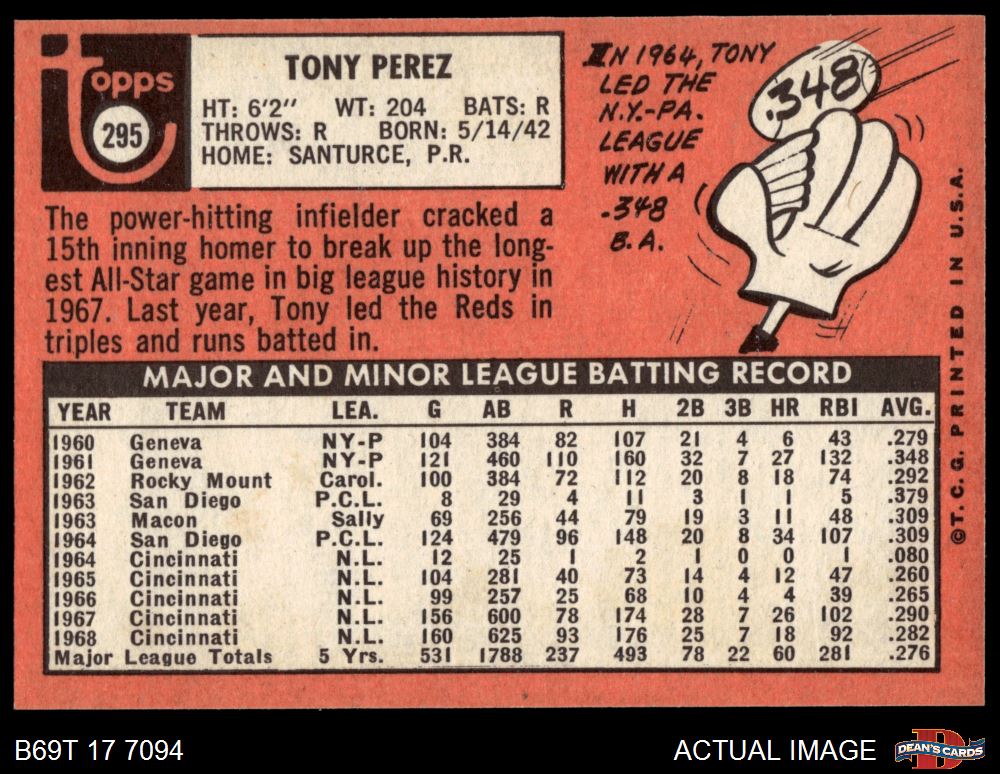 Topps
295
TONY PEREZ
HT: 6'2" WT: 204 BATS: R
THROWS: R BORN: 5/14/42
HOME: SANTURCE, P.R.
The power-hitting infielder cracked a
15th inning homer to break up the long-
est All-Star game in big league history in
1967. Last year, Tony led the Reds in
triples and runs batted in.
IN 1964, TONY
LED THE
N.Y.-PA.
LEAGUE
WITH A
.348
B.A.
.348
MAJOR AND MINOR LEAGUE BATTING RECORD
YEAR TEAM LEA. G AB R H 2B 3B HR RBI AVG.
1960 Geneva NY-P 104 384 82 107 21 4 6 43 .279
1961 Geneva NY-P 121 460 110 160 32 7 27 132 .348
1962 Rocky Mount Carol. 100 384 72 112 20 8 18 74 .292
1963 San Diego P.C.L. 8 29 4 11 3 1 1 5 .379
1963 Macon Sally 69 256 44 79 19 3 11 48 .309
1964 San Diego P.C.L. 124 479 96 148 20 8 34 107 .309
1964 Cincinnati N.L. 12 25 1 2 1 0 0 1 .080
1965 Cincinnati N.L. 104 281 40 73 14 4 12 47 .260
1966 Cincinnati N.L. 99 257 25 68 10 4 4 39 .265
1967 Cincinnati N.L. 156 600 78 174 28 7 26 102 .290
1968 Cincinnati N.L. 160 625 93 176 25 7 18 92 .282
Major League Totals 5 Yrs. 531 1788 237 493 78 22 60 281 .276
©T.C.G. PRINTED IN U.S.A.
B69T 17 7094
ACTUAL IMAGE
D
DEAN'S CARDS